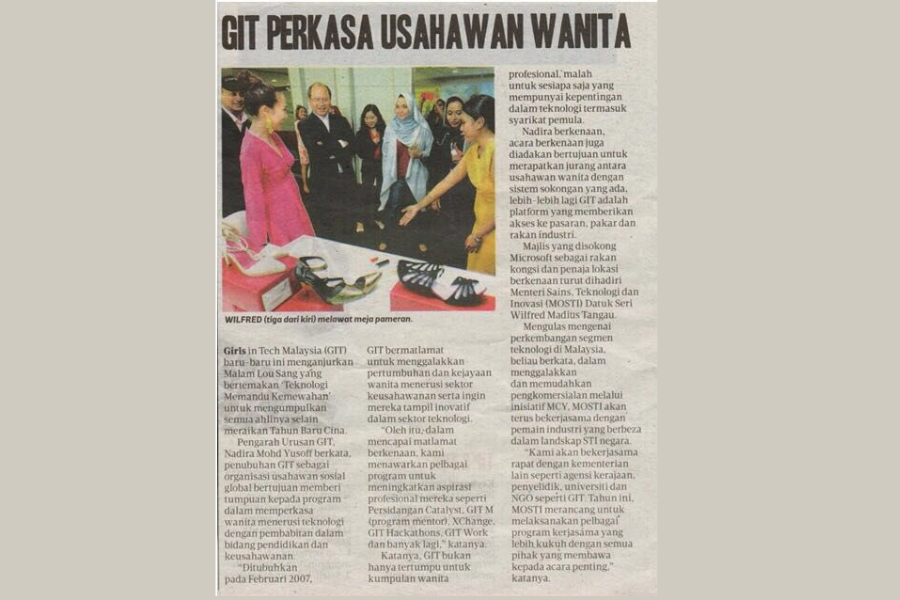 GIT PERKASA USAHAWAN WANITA
WILFRED (tiga dari kiri) melawat meja pameran.
Girls in Tech Malaysia (GIT)
baru-baru ini menganjurkan
Malam Lou Sang yang
bertemakan 'Teknologi
Memandu Kemewahan'
untuk mengumpulkan
semua ahlinya selain
meraikan Tahun Baru Cina.
Pengarah Urusan GIT,
Nadira Mohd Yusoff berkata,
penubuhan GIT sebagai
organisasi usahawan sosial
global bertujuan memberi
tumpuan kepada program
dalam memperkasa
wanita menerusi teknologi
dengan pembabitan dalam
bidang pendidikan dan
keusahawanan.
"Ditubuhkan
pada Februari 2007,
GIT bermatlamat
untuk menggalakkan
pertumbuhan dan kejayaan
wanita menerusi sektor
keusahawanan serta ingin
mereka tampil inovatif
dalam sektor teknologi.
"Oleh itu, dalam
mencapai matlamat
berkenaan, kami
menawarkan pelbagai
program untuk
meningkatkan aspirasi
profesional mereka seperti
Persidangan Catalyst, GIT M
(program mentor), XChange,
GIT Hackathons, GIT Work
dan banyak lagi," katanya.
Katanya, GIT bukan
hanya tertumpu untuk
kumpulan wanita
profesional, malah
untuk sesiapa saja yang
mempunyai kepentingan
dalam teknologi termasuk
syarikat pemula.
Nadira berkenaan,
acara berkenaan juga
diadakan bertujuan untuk
merapatkan jurang antara
usahawan wanita dengan
sistem sokongan yang ada,
lebih-lebih lagi GIT adalah
platform yang memberikan
akses ke pasaran, pakar dan
rakan industri.
Majlis yang disokong
Microsoft sebagai rakan
kongsi dan penaja lokasi
berkenaan turut dihadiri
Menteri Sains, Teknologi dan
Inovasi (MOSTI) Datuk Seri
Wilfred Madius Tangau.
Mengulas mengenai
perkembangan segmen
teknologi di Malaysia,
beliau berkata, dalam
menggalakkan
dan memudahkan
pengkomersialan melalui
inisiatif MCY, MOSTI akan
terus bekerjasama dengan
pemain industri yang berbeza
dalam landskap STI negara.
"Kami akan bekerjasama
rapat dengan kementerian
lain seperti agensi kerajaan,
penyelidik, universiti dan
NGO seperti GIT. Tahun ini,
MOSTI merancang untuk
melaksanakan pelbagai
program kerjasama yang
lebih kukuh dengan semua
pihak yang membawa
kepada acara penting,"
katanya.